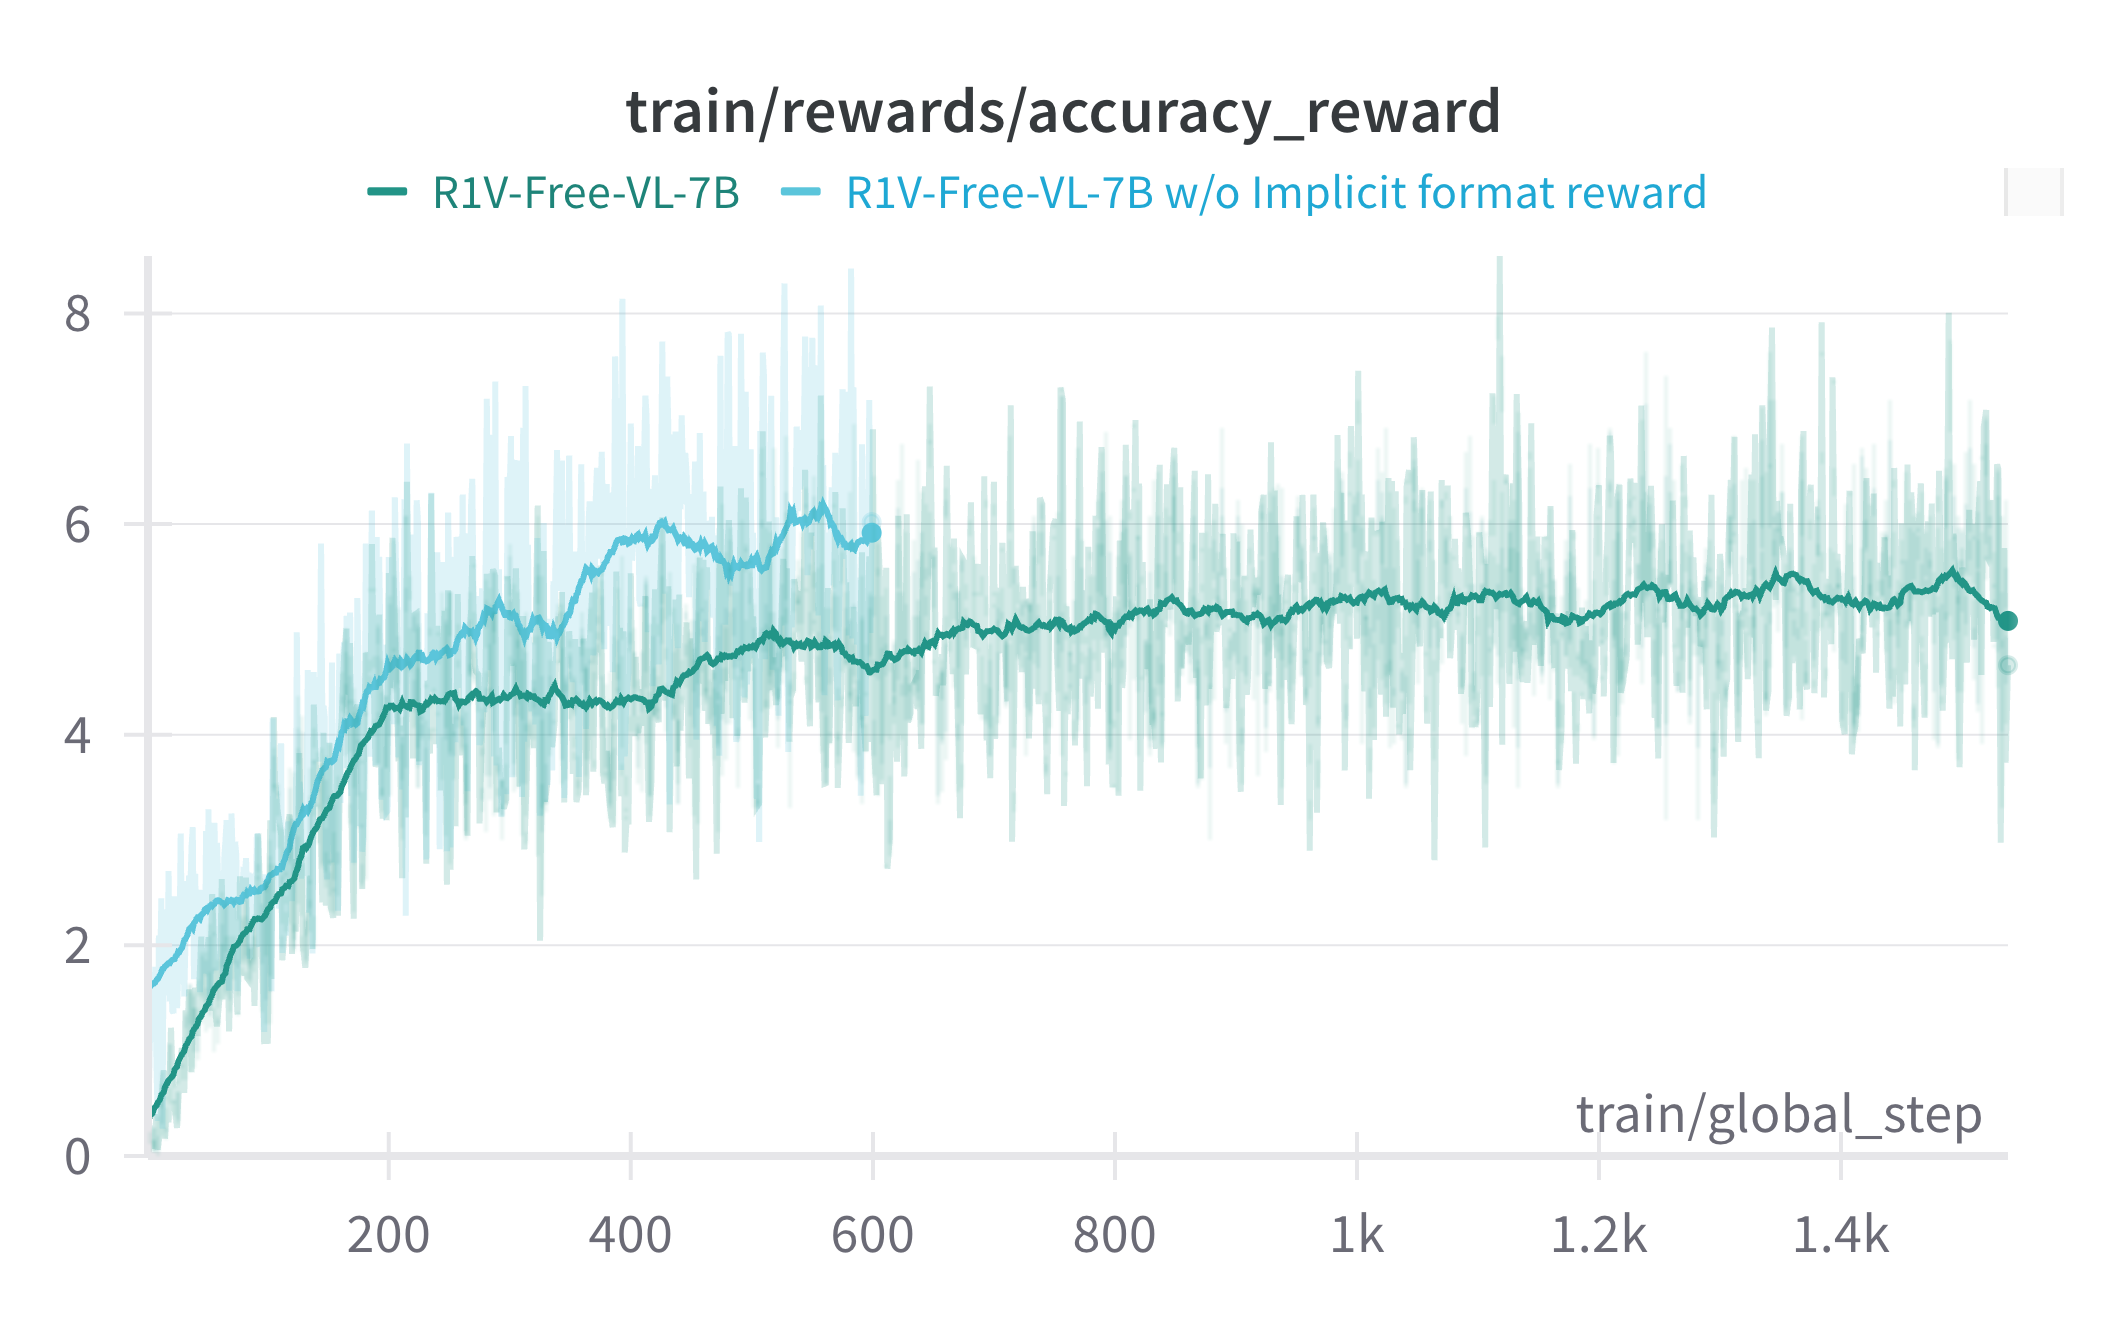 train/rewards/accuracy_reward
R1V-Free-VL-7B R1V-Free-VL-7B w/o Implicit format reward
8
6
4
2
0
train/global_step
200 400 600 800 1k 1.2k 1.4k